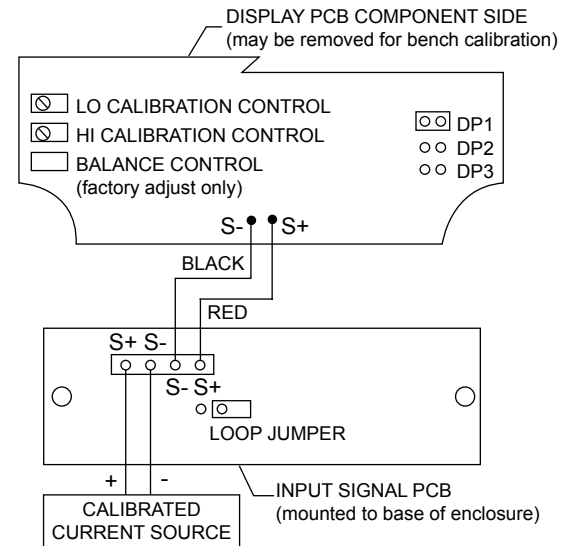 DISPLAY PCB COMPONENT SIDE
(may be removed for bench calibration)
LO CALIBRATION CONTROL
HI CALIBRATION CONTROL
BALANCE CONTROL
(factory adjust only)
DP1
DP2
DP3
S- S+
BLACK
RED
S+ S-
S- S+
LOOP JUMPER
+ -
CALIBRATED
CURRENT SOURCE
INPUT SIGNAL PCB
(mounted to base of enclosure)